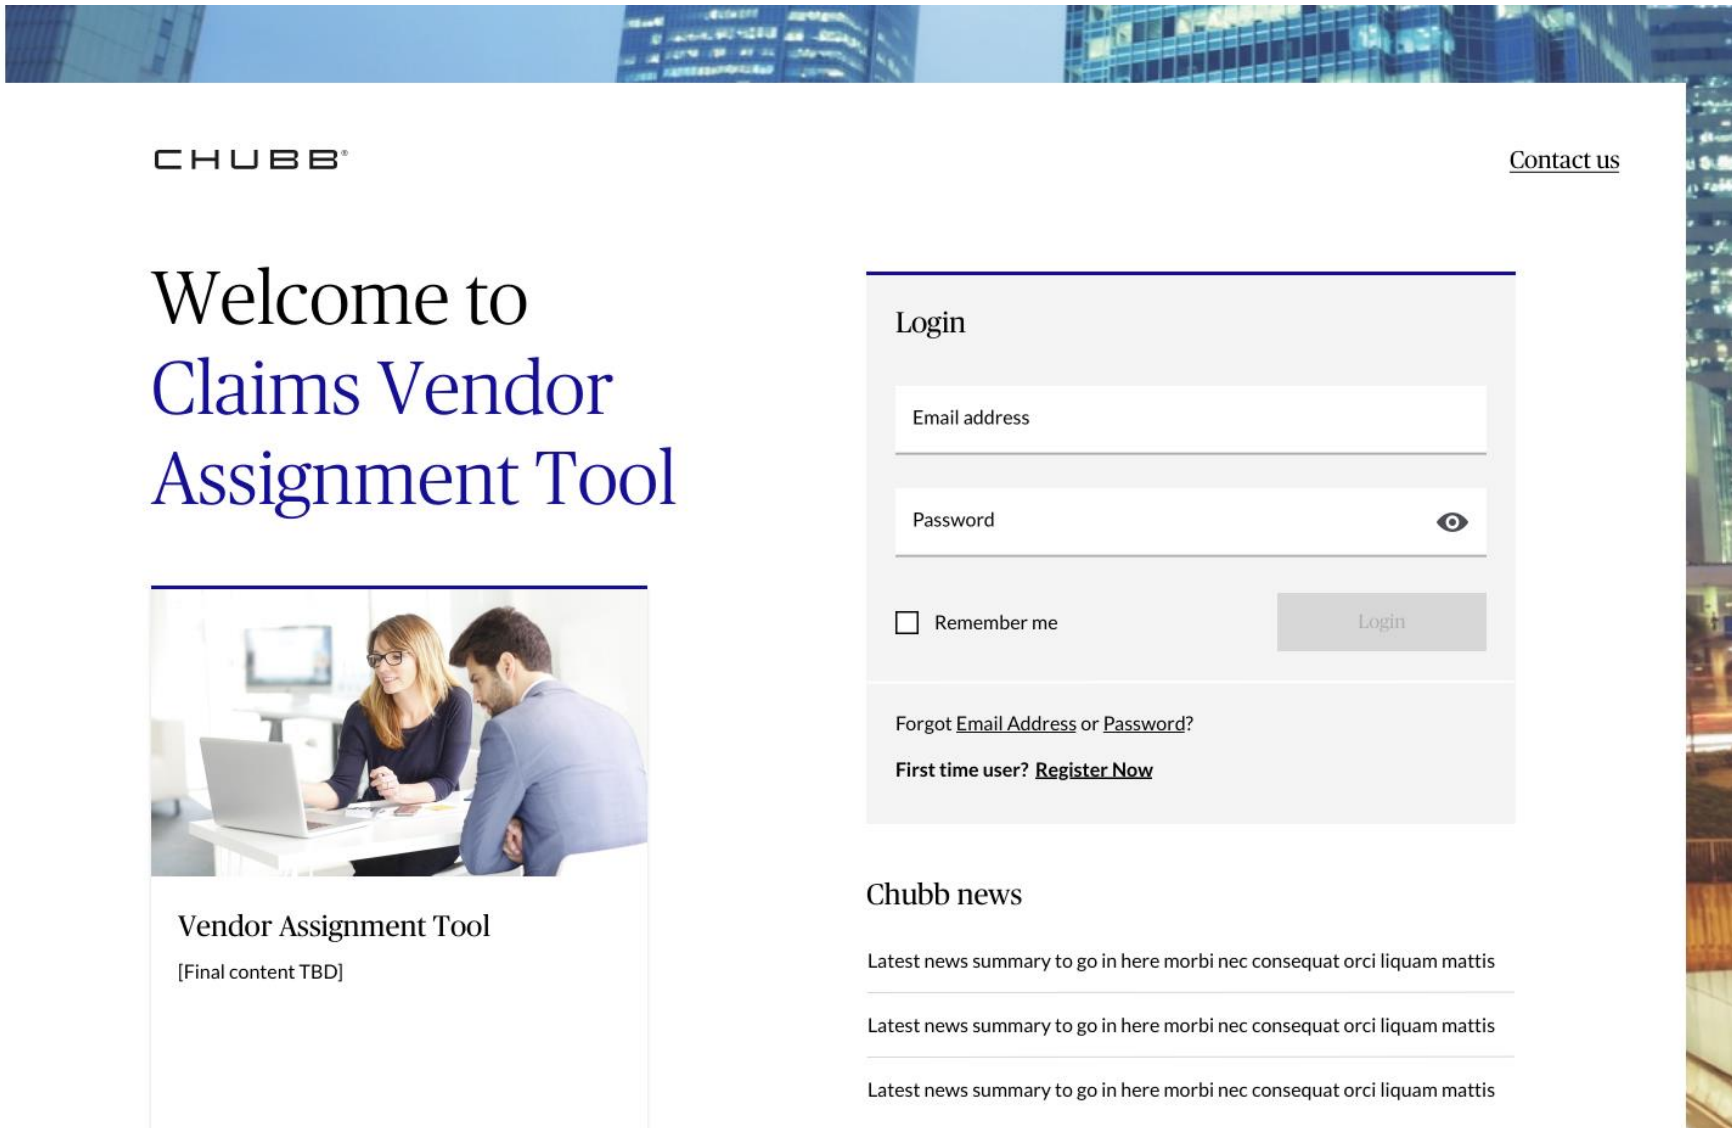 CHUBB®
Contact us
Welcome to
Claims Vendor
Assignment Tool
Login
Email address
Password
Remember me
Login
Forgot Email Address or Password?
First time user? Register Now
Vendor Assignment Tool
[Final content TBD]
Chubb news
Latest news summary to go in here morbi nec consequat orci liquam mattis
Latest news summary to go in here morbi nec consequat orci liquam mattis
Latest news summary to go in here morbi nec consequat orci liquam mattis